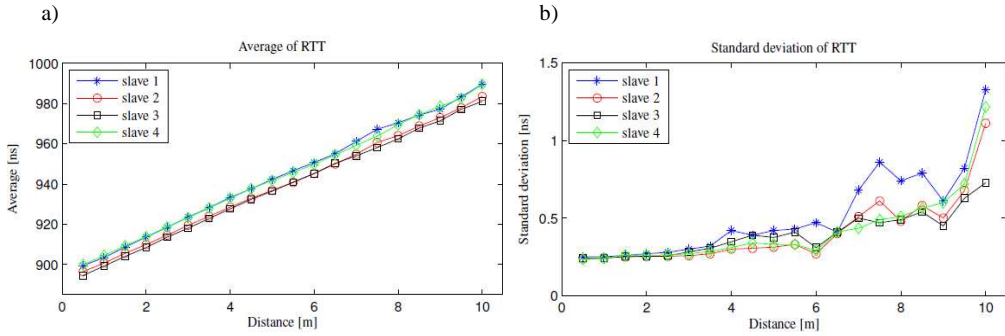 a)
Average of RTT
1000
980
960
940
920
900
0
2
4
6
8
10
Average [ns]
Distance [m]
slave 1
slave 2
slave 3
slave 4
b)
Standard deviation of RTT
1.5
1
0.5
0
0
2
4
6
8
10
Standard deviation [ns]
Distance [m]
slave 1
slave 2
slave 3
slave 4